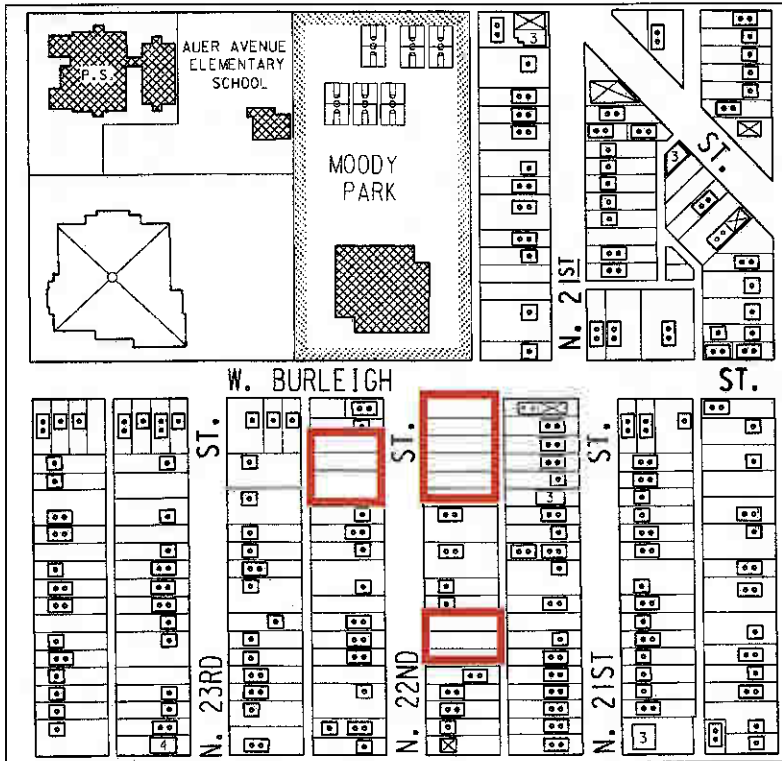 P.S.
AUER AVENUE
ELEMENTARY
SCHOOL
MOODY
PARK
3
ST.
3
N. 21ST
W. BURLEIGH ST.
ST.
ST.
ST.
3
N. 23RD
N. 22ND
N. 21ST
4
3